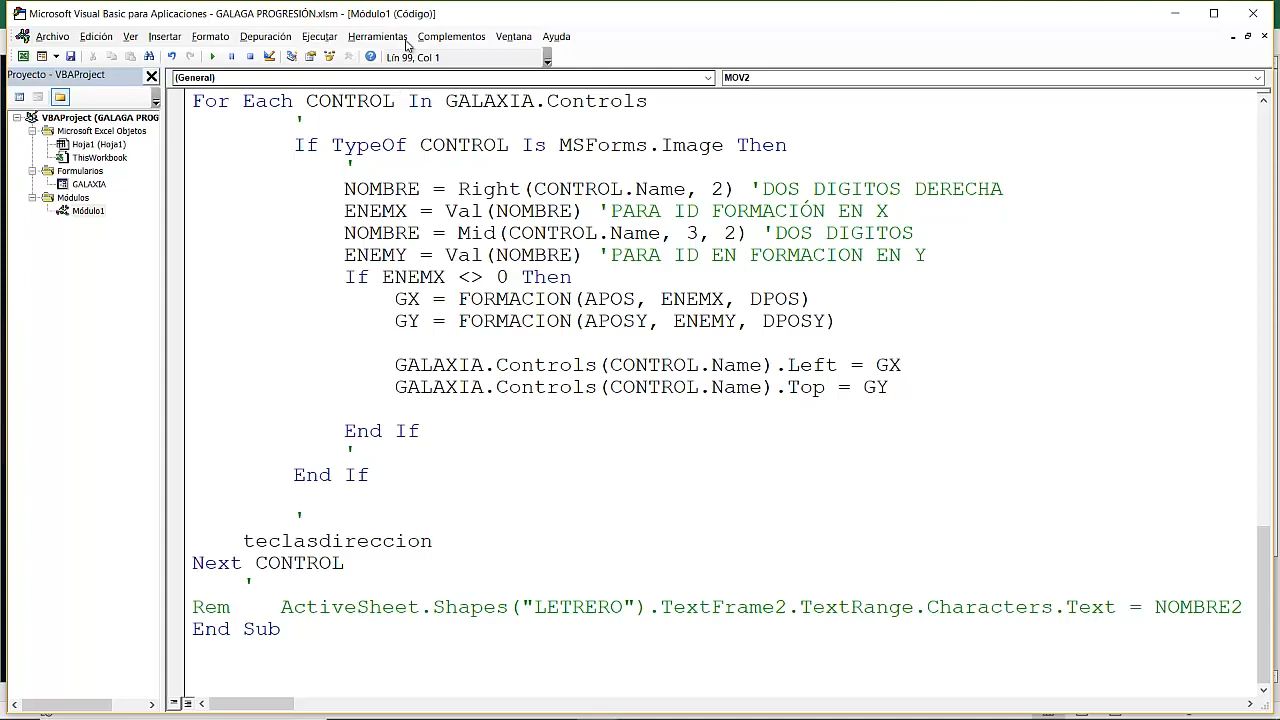 Microsoft Visual Basic para Aplicaciones - GALAGA PROGRESIÓN.xlsm - [Módulo1 (Código)]
Archivo Edición Ver Insertar Formato Depuración Ejecutar Herramientas Complementos Ventana Ayuda
Lín 99, Col 1
Proyecto - VBAProject
(General) MOV2
VBAProject (GALAGA PROG
Microsoft Excel Objetos
Hoja1 (Hoja1)
ThisWorkbook
Formularios
GALAXIA
Módulos
Módulo1
For Each CONTROL In GALAXIA.Controls
'
If TypeOf CONTROL Is MSForms.Image Then
'
NOMBRE = Right(CONTROL.Name, 2) 'DOS DIGITOS DERECHA
ENEMX = Val(NOMBRE) 'PARA ID FORMACIÓN EN X
NOMBRE = Mid(CONTROL.Name, 3, 2) 'DOS DIGITOS
ENEMY = Val(NOMBRE) 'PARA ID EN FORMACION EN Y
If ENEMX <> 0 Then
GX = FORMACION(APOS, ENEMX, DPOS)
GY = FORMACION(APOSY, ENEMY, DPOSY)
GALAXIA.Controls(CONTROL.Name).Left = GX
GALAXIA.Controls(CONTROL.Name).Top = GY
End If
'
End If
'
teclasdireccion
Next CONTROL
'
Rem ActiveSheet.Shapes("LETRERO").TextFrame2.TextRange.Characters.Text = NOMBRE2
End Sub